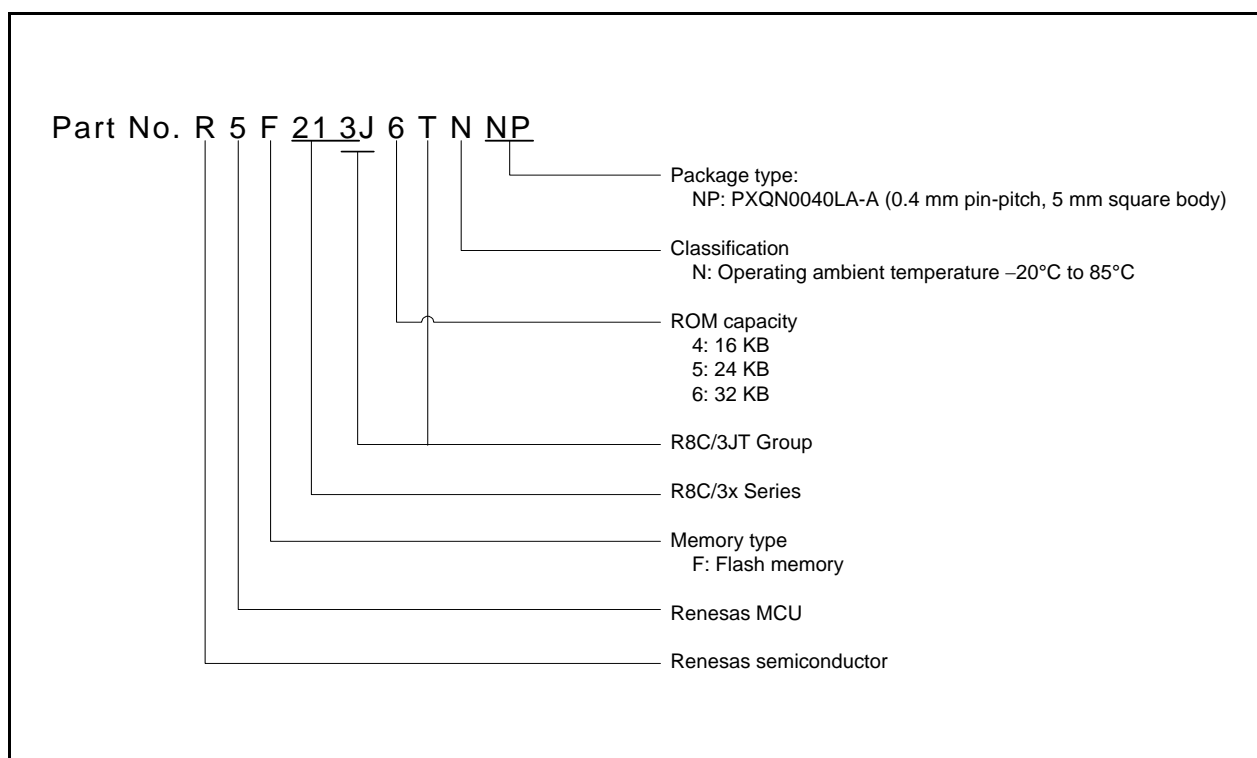 Part No. R 5 F 21 3J 6 T N NP
Package type:
NP: PXQN0040LA-A (0.4 mm pin-pitch, 5 mm square body)
Classification
N: Operating ambient temperature −20°C to 85°C
ROM capacity
4: 16 KB
5: 24 KB
6: 32 KB
R8C/3JT Group
R8C/3x Series
Memory type
F: Flash memory
Renesas MCU
Renesas semiconductor